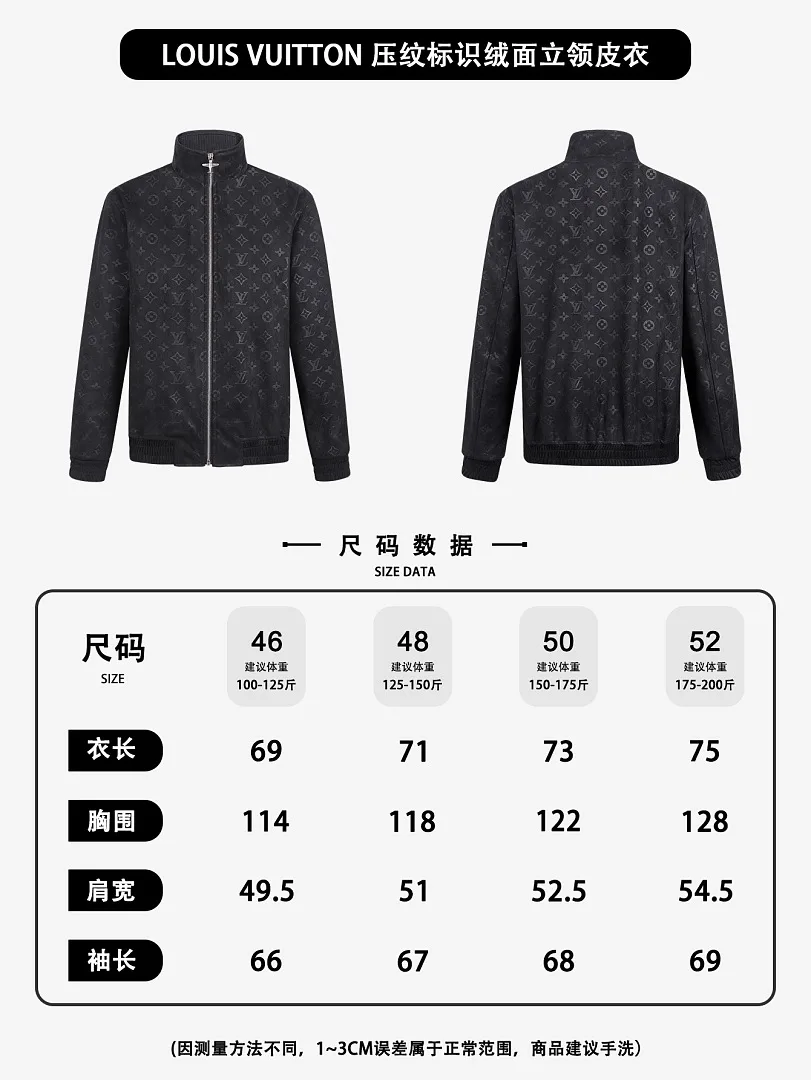 LOUIS VUITTON 压纹标识绒面立领皮衣
尺码数据
SIZE DATA
尺码 46 48 50 52
SIZE 建议体重 建议体重 建议体重 建议体重
100-125斤 125-150斤 150-175斤 175-200斤
衣长 69 71 73 75
胸围 114 118 122 128
肩宽 49.5 51 52.5 54.5
袖长 66 67 68 69
(因测量方法不同，1~3CM误差属于正常范围，商品建议手洗)